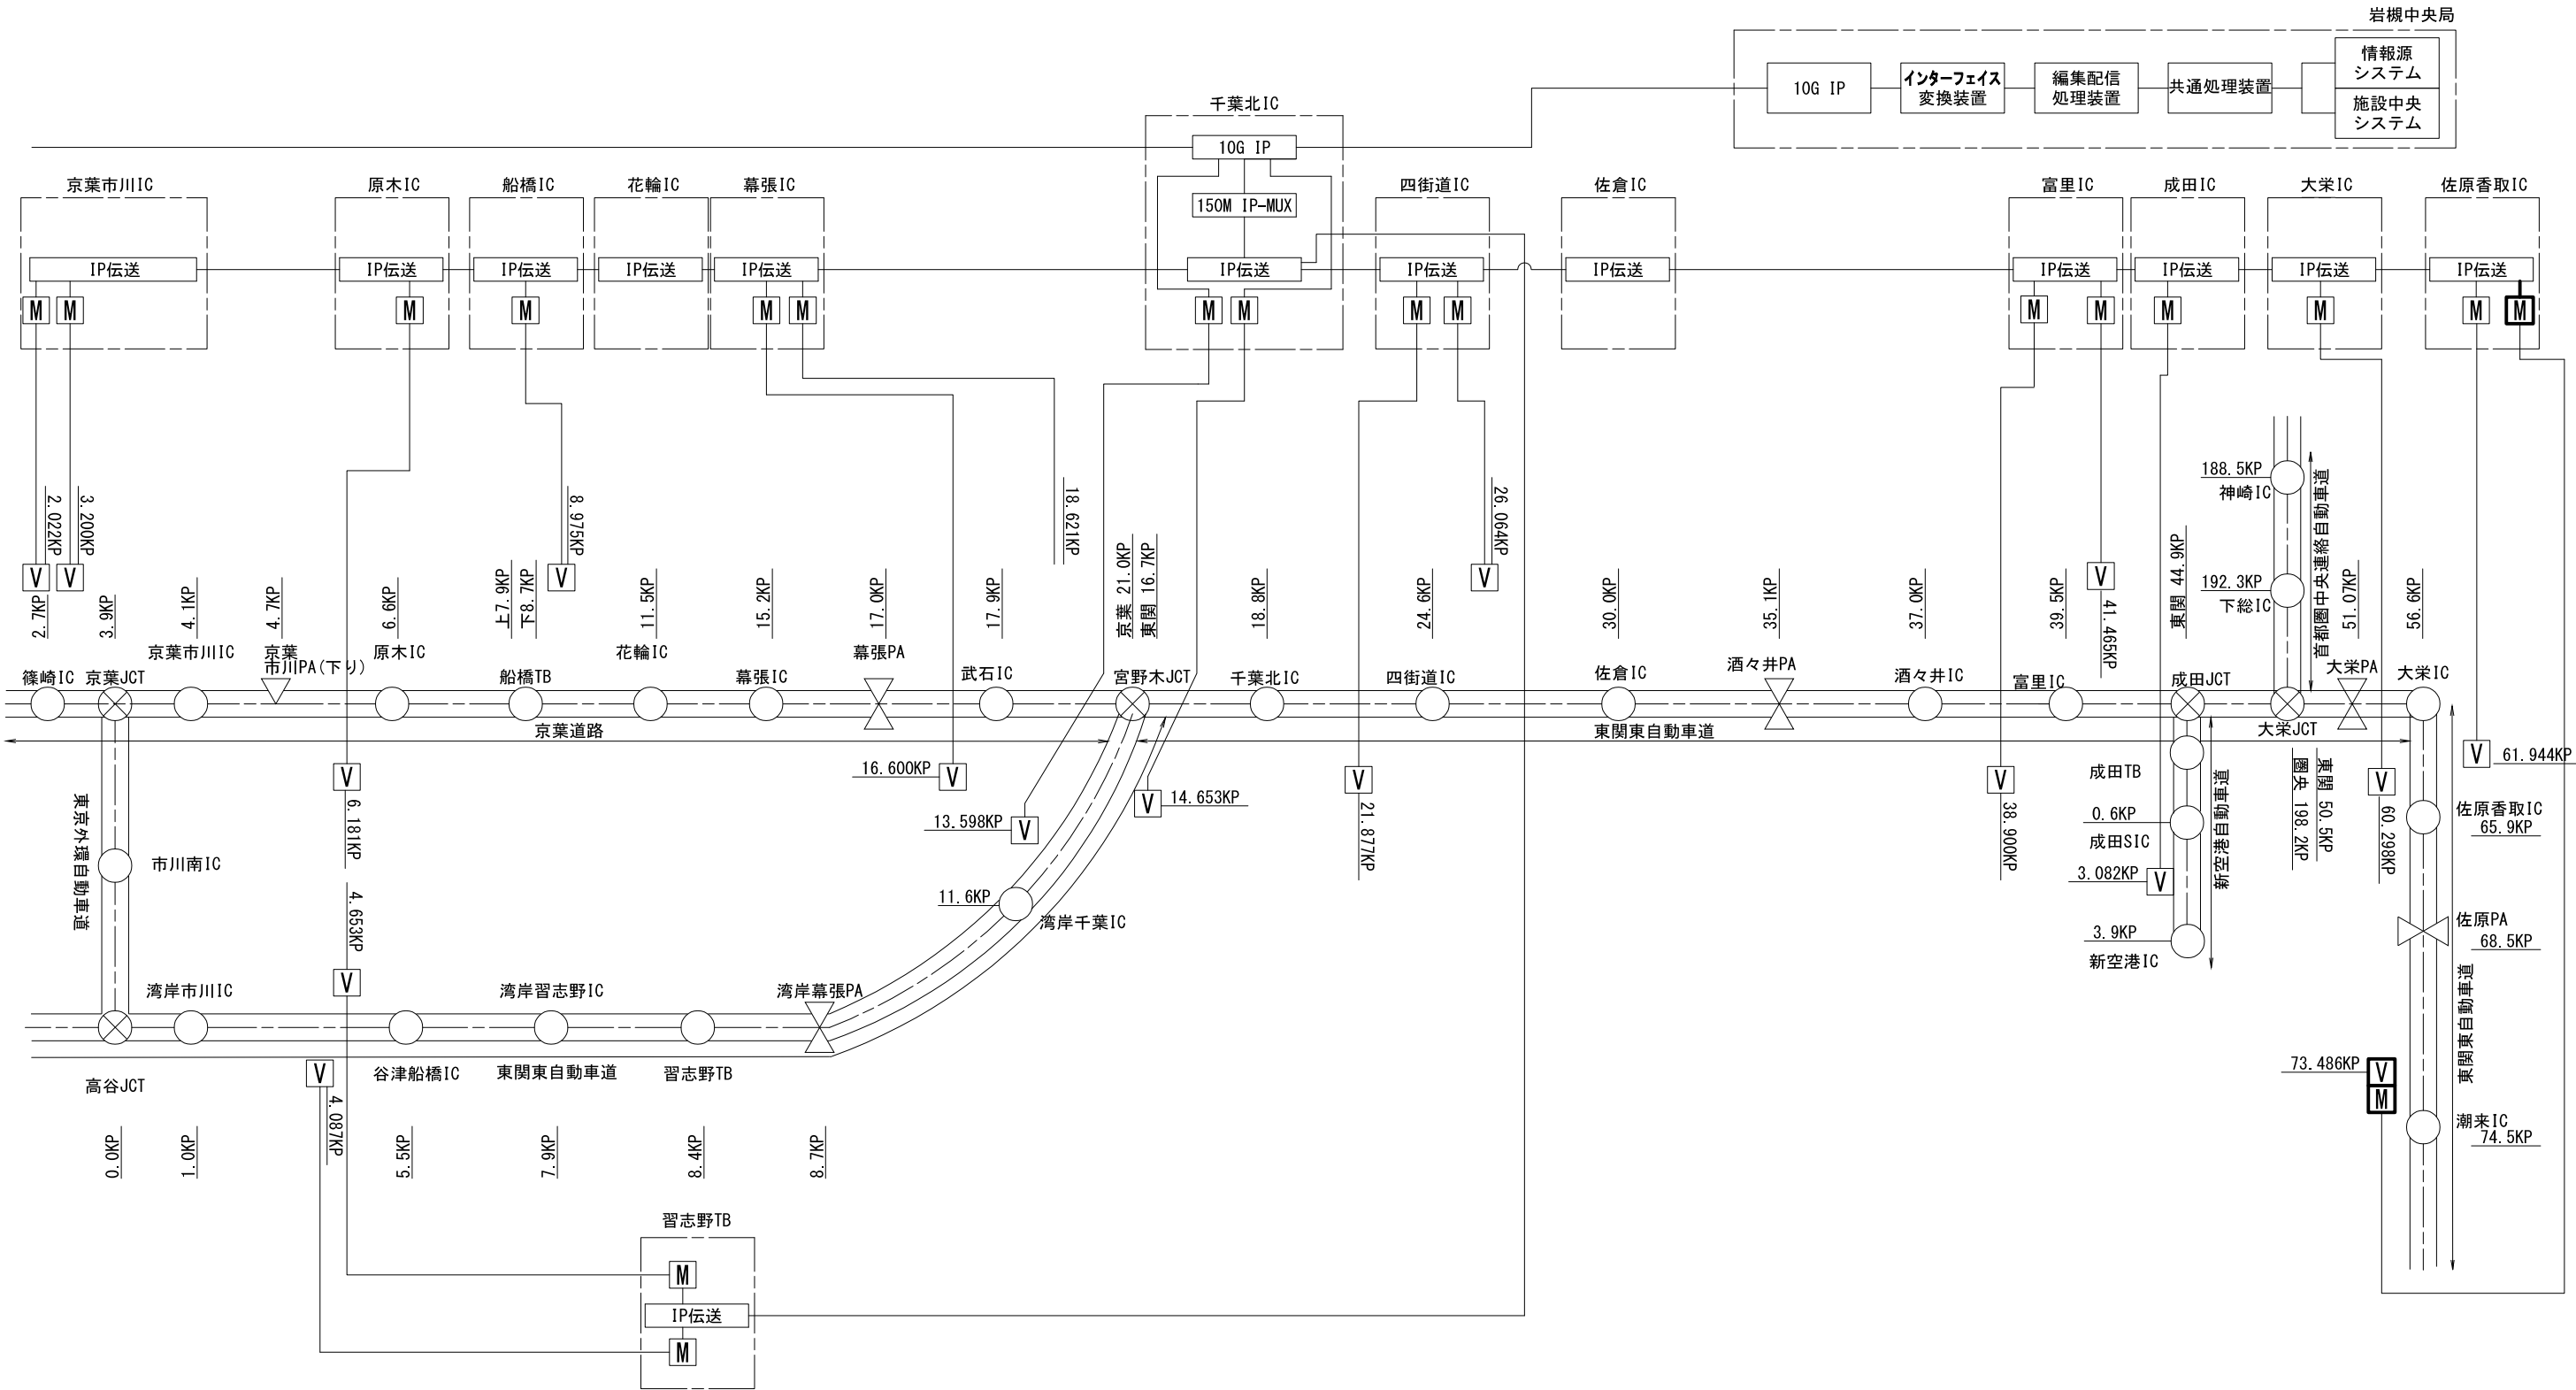 岩槻中央局
10G IP
インターフェイス
変換装置
編集配信
処理装置
共通処理装置
情報源
システム
施設中央
システム
千葉北IC
10G IP
150M IP-MUX
IP伝送
M
M
京葉市川IC
IP伝送
M
M
原木IC
IP伝送
M
船橋IC
IP伝送
M
花輪IC
IP伝送
幕張IC
IP伝送
M
M
四街道IC
IP伝送
M
M
佐倉IC
IP伝送
富里IC
IP伝送
M
M
成田IC
IP伝送
M
大栄IC
IP伝送
M
佐原香取IC
IP伝送
M
M
2.022KP
3.200KP
8.975KP
18.621KP
26.064KP
V
V
V
V
V
41.465KP
188.5KP
神崎IC
192.3KP
下総IC
首都圏中央連絡自動車道
2.7KP
3.9KP
4.1KP
4.7KP
6.6KP
上7.9KP
下8.7KP
11.5KP
15.2KP
17.0KP
17.9KP
京葉 21.0KP
東関 16.7KP
18.8KP
24.6KP
30.0KP
35.1KP
37.0KP
39.5KP
東関 44.9KP
51.07KP
56.6KP
篠崎IC
京葉JCT
京葉市川IC
京葉
市川PA(下り)
原木IC
船橋TB
花輪IC
幕張IC
幕張PA
武石IC
宮野木JCT
千葉北IC
四街道IC
佐倉IC
酒々井PA
酒々井IC
富里IC
成田JCT
大栄JCT
大栄PA
大栄IC
京葉道路
東関東自動車道
V
6.181KP
16.600KP
V
13.598KP
V
V
14.653KP
V
21.877KP
V
38.900KP
成田TB
0.6KP
成田SIC
3.082KP
V
3.9KP
新空港IC
新空港自動車道
圏央 198.2KP
東関 50.5KP
V
60.298KP
V
61.944KP
佐原香取IC
65.9KP
佐原PA
68.5KP
東関東自動車道
73.486KP
V
M
潮来IC
74.5KP
東京外環自動車道
市川南IC
4.653KP
V
11.6KP
湾岸千葉IC
湾岸市川IC
湾岸習志野IC
湾岸幕張PA
高谷JCT
V
4.087KP
谷津船橋IC
東関東自動車道
習志野TB
0.0KP
1.0KP
5.5KP
7.9KP
8.4KP
8.7KP
習志野TB
M
IP伝送
M